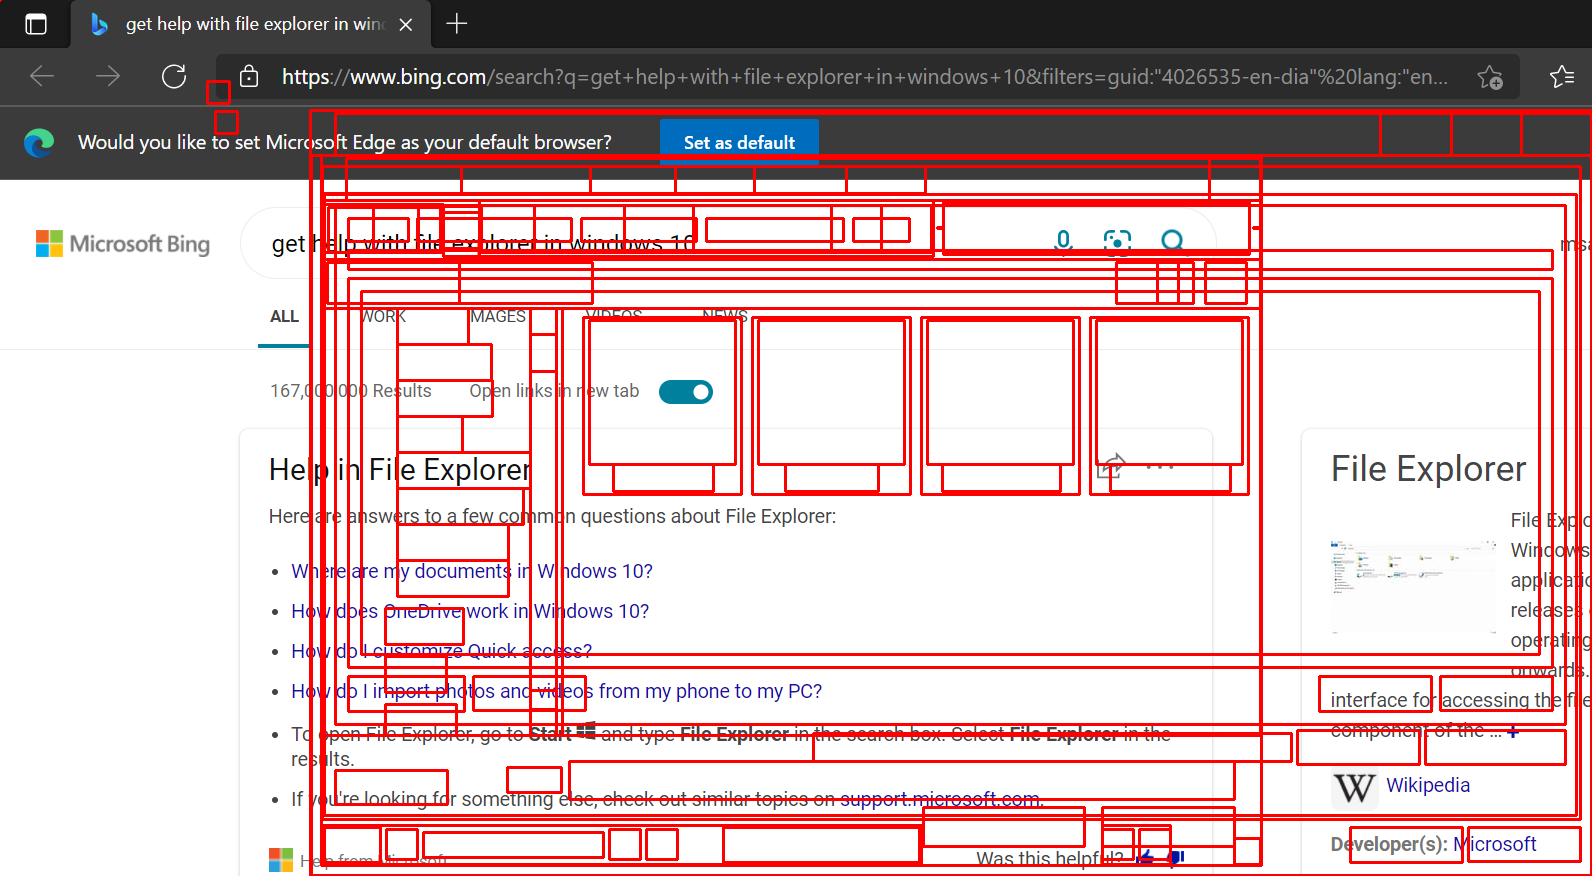 get help with file explorer in win
https://www.bing.com/search?q=get+help+with+file+explorer+in+windows+10&filters=guid:"4026535-en-dia"%20lang:"en...
Would you like to set Microsoft Edge as your default browser?
Set as default
Microsoft Bing
get help with file explorer in windows 10
msa
ALL
WORK
IMAGES
VIDEOS
NEWS
167,000,000 Results
Open links in new tab
Help in File Explorer
Here are answers to a few common questions about File Explorer:
• Where are my documents in Windows 10?
• How does OneDrive work in Windows 10?
• How do I customize Quick access?
• How do I import photos and videos from my phone to my PC?
• To open File Explorer, go to Start and type File Explorer in the search box. Select File Explorer in the
results.
• If you're looking for something else, check out similar topics on support.microsoft.com.
Help from Microsoft
Was this helpful?
File Explorer
File Explo
Windows
applicatio
releases o
operating
onwards.
interface for accessing the file
component of the ... +
W Wikipedia
Developer(s): Microsoft